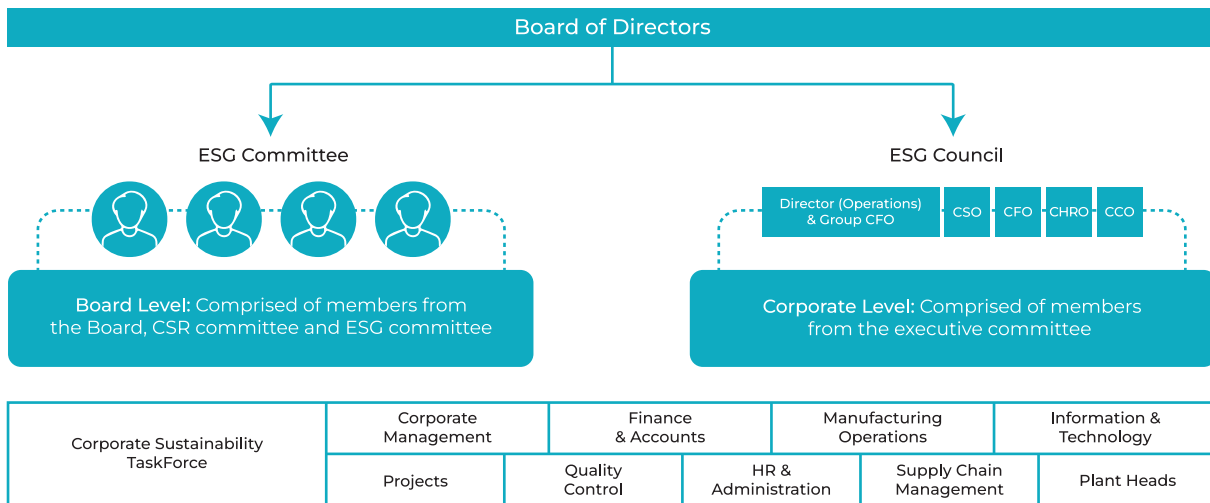 Board of Directors
ESG Committee
ESG Council
Director (Operations)
& Group CFO
CSO
CFO
CHRO
CCO
Board Level: Comprised of members from
the Board, CSR committee and ESG committee
Corporate Level: Comprised of members
from the executive committee
Corporate Sustainability
TaskForce
Corporate
Management
Finance
& Accounts
Manufacturing
Operations
Information &
Technology
Projects
Quality
Control
HR &
Administration
Supply Chain
Management
Plant Heads